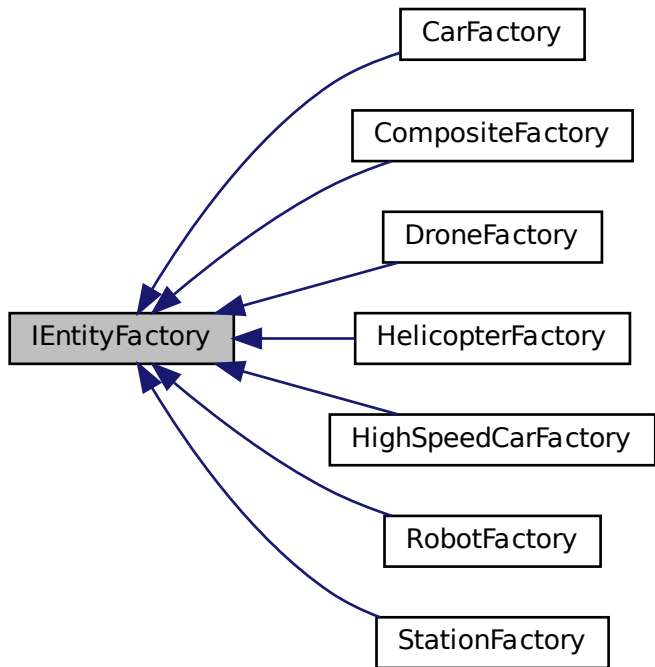 CarFactory
CompositeFactory
DroneFactory
IEntityFactory
HelicopterFactory
HighSpeedCarFactory
RobotFactory
StationFactory